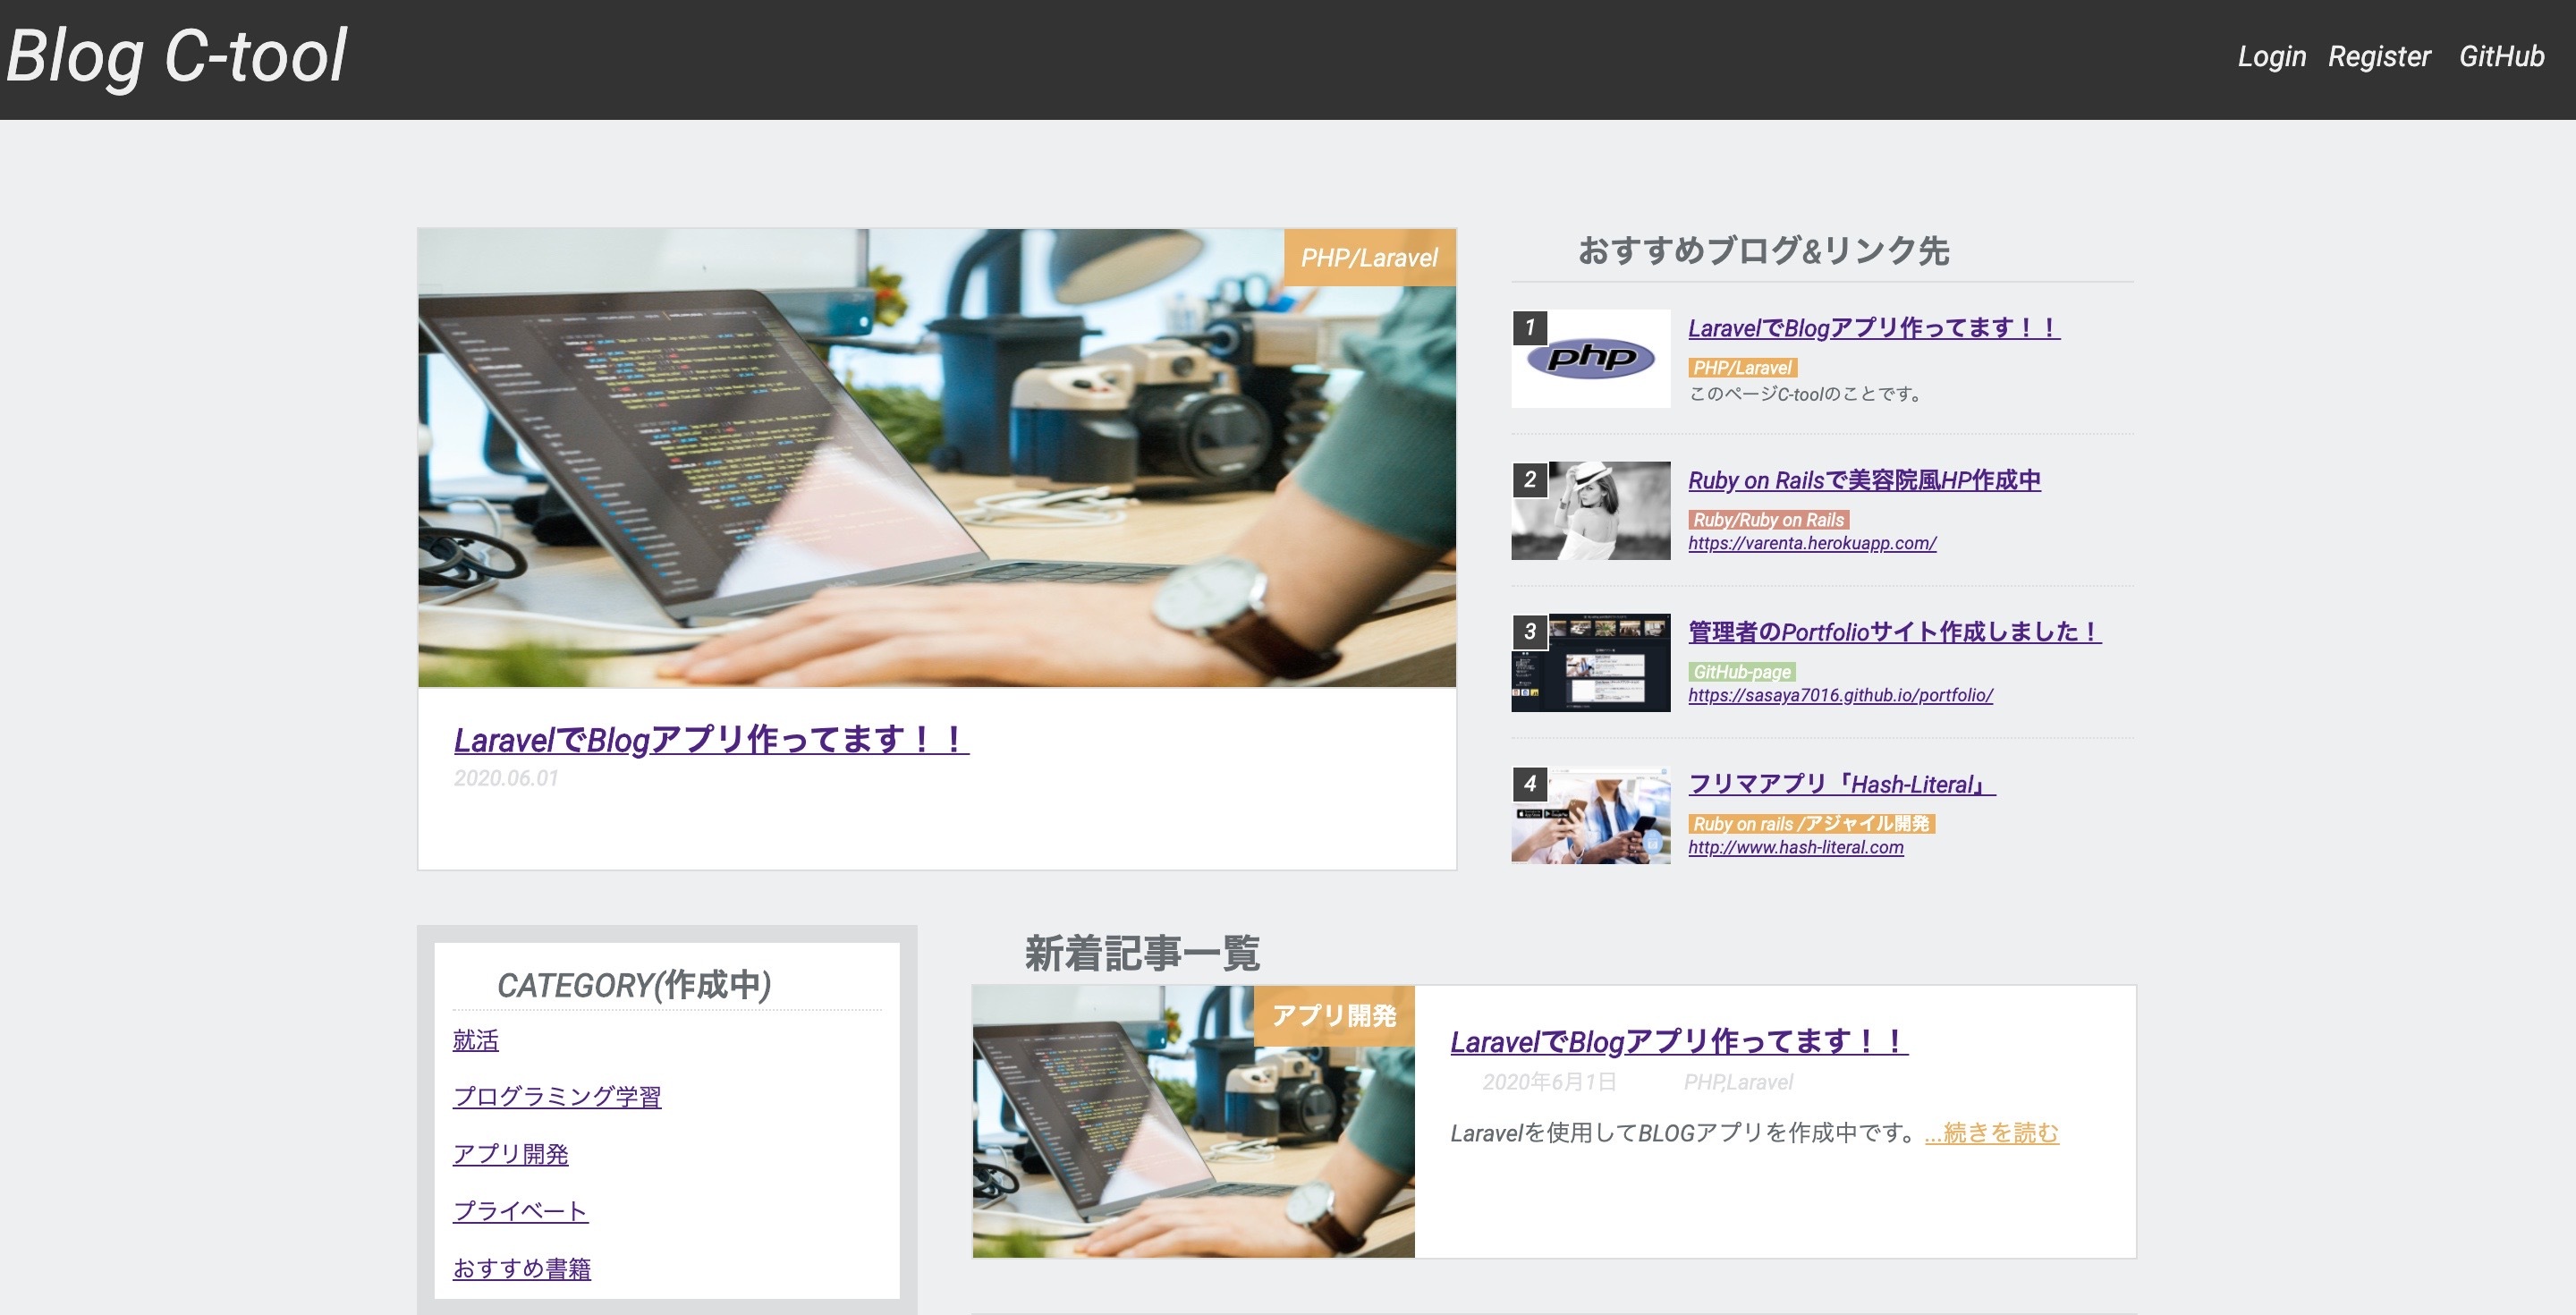 Blog C-tool
Login Register GitHub
PHP/Laravel
LaravelでBlogアプリ作ってます！！
2020.06.01
おすすめブログ&リンク先
1
php
LaravelでBlogアプリ作ってます！！
PHP/Laravel
このページC-toolのことです。
2
Ruby on Railsで美容院風HP作成中
Ruby/Ruby on Rails
https://varenta.herokuapp.com/
3
管理者のPortfolioサイト作成しました！
GitHub-page
https://sasaya7016.github.io/portfolio/
4
フリマアプリ「Hash-Literal」
Ruby on rails /アジャイル開発
http://www.hash-literal.com
CATEGORY(作成中)
就活
プログラミング学習
アプリ開発
プライベート
おすすめ書籍
新着記事一覧
アプリ開発
LaravelでBlogアプリ作ってます！！
2020年6月1日 PHP,Laravel
Laravelを使用してBLOGアプリを作成中です。...続きを読む